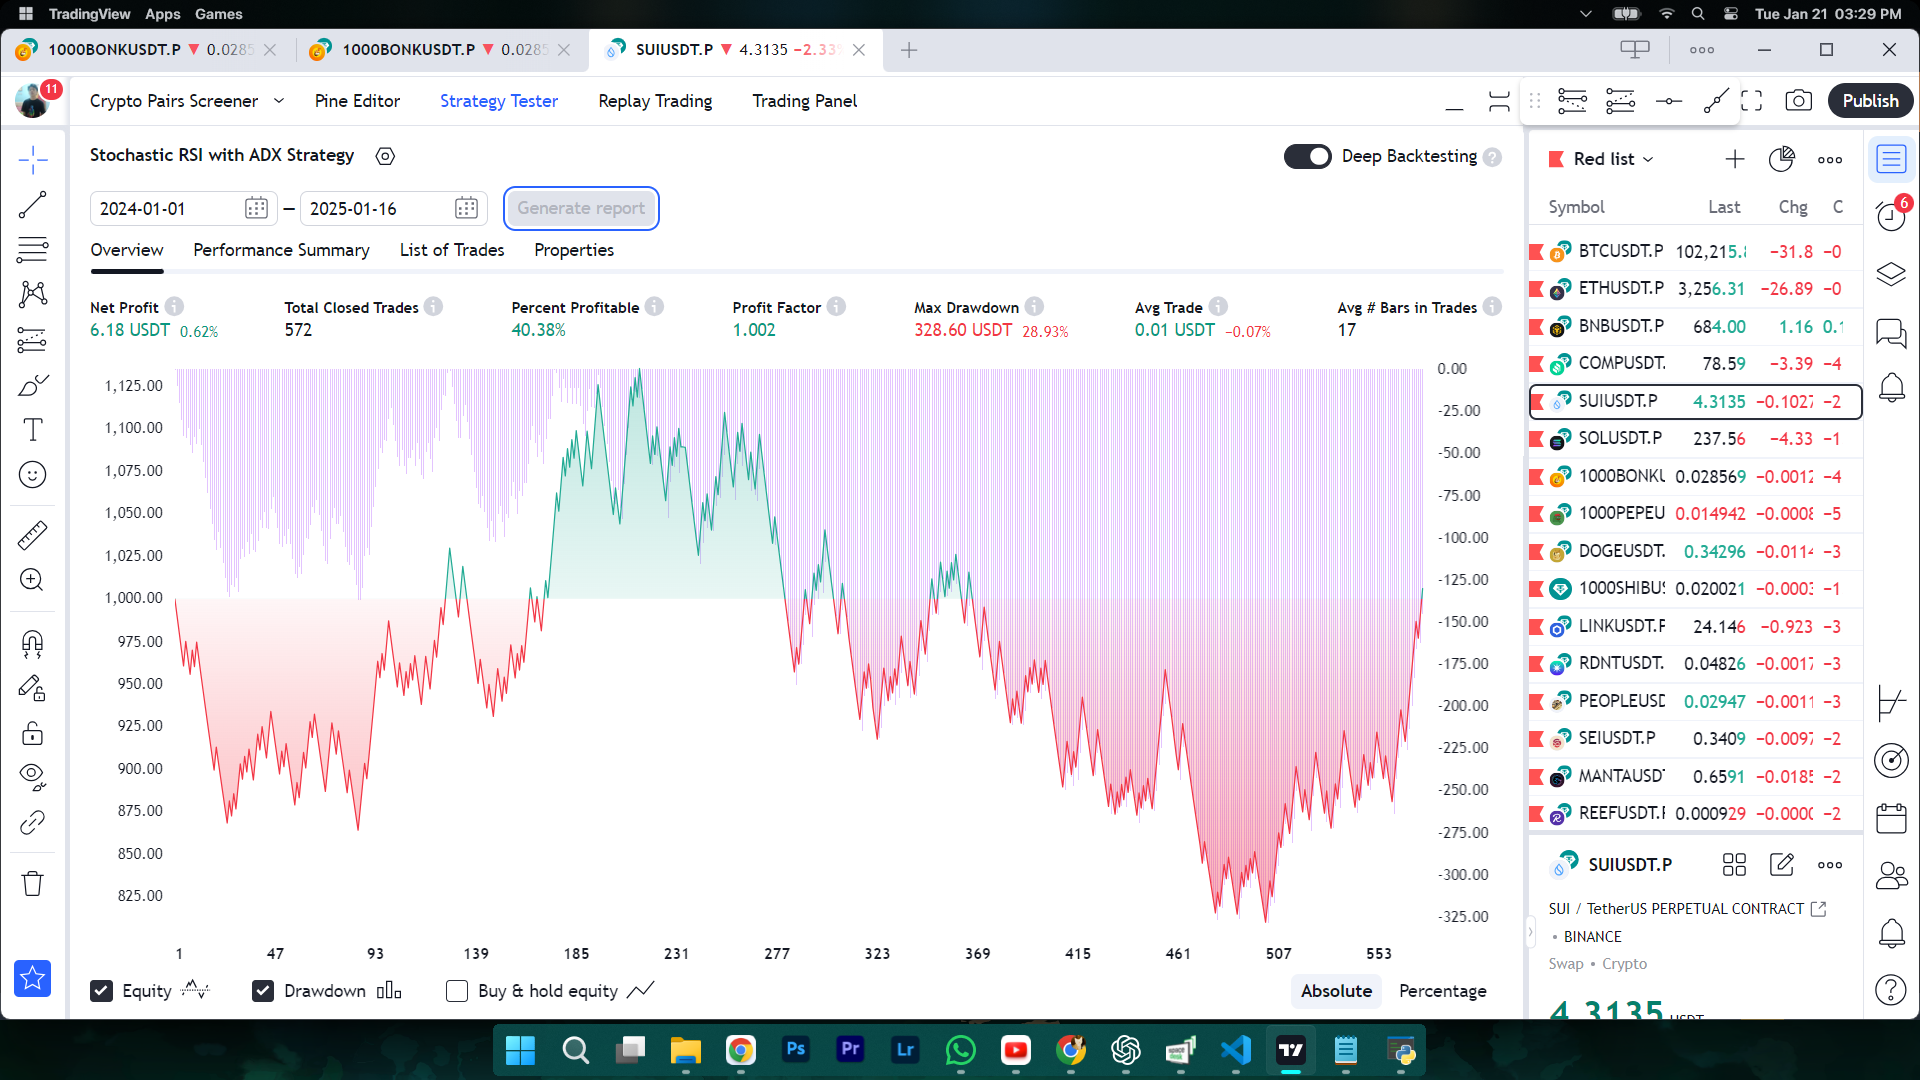 TradingView Apps Games
Tue Jan 21 03:29 PM
1000BONKUSDT.P ▼ 0.0285
1000BONKUSDT.P ▼ 0.0285
SUIUSDT.P ▼ 4.3135 −2.33
11
Crypto Pairs Screener
Pine Editor
Strategy Tester
Replay Trading
Trading Panel
Publish
Stochastic RSI with ADX Strategy
Deep Backtesting
2024-01-01 — 2025-01-16
Generate report
Overview
Performance Summary
List of Trades
Properties
Net Profit
6.18 USDT 0.62%
Total Closed Trades
572
Percent Profitable
40.38%
Profit Factor
1.002
Max Drawdown
328.60 USDT 28.93%
Avg Trade
0.01 USDT −0.07%
Avg # Bars in Trades
17
1,125.00
1,100.00
1,075.00
1,050.00
1,025.00
1,000.00
975.00
950.00
925.00
900.00
875.00
850.00
825.00
0.00
-25.00
-50.00
-75.00
-100.00
-125.00
-150.00
-175.00
-200.00
-225.00
-250.00
-275.00
-300.00
-325.00
1 47 93 139 185 231 277 323 369 415 461 507 553
Equity
Drawdown
Buy & hold equity
Absolute
Percentage
Red list
Symbol Last Chg C
BTCUSDT.P 102,215. −31.8 −0
ETHUSDT.P 3,256.31 −26.89 −0
BNBUSDT.P 684.00 1.16 0.1
COMPUSDT. 78.59 −3.39 −4
SUIUSDT.P 4.3135 −0.1027 −2
SOLUSDT.P 237.56 −4.33 −1
1000BONKU 0.028569 −0.0012 −4
1000PEPEU 0.014942 −0.0008 −5
DOGEUSDT. 0.34296 −0.0114 −3
1000SHIBUS 0.020021 −0.0003 −1
LINKUSDT.P 24.146 −0.923 −3
RDNTUSDT. 0.04826 −0.0017 −3
PEOPLEUSD 0.02947 −0.0011 −3
SEIUSDT.P 0.3409 −0.0097 −2
MANTAUSDT 0.6591 −0.0185 −2
REEFUSDT.P 0.000929 −0.0000 −2
SUIUSDT.P
SUI / TetherUS PERPETUAL CONTRACT
• BINANCE
Swap • Crypto
4.3135 USDT
6
Ps
Pr
Lr